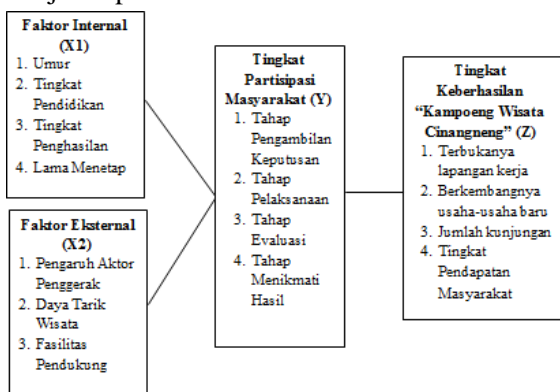 Faktor Internal
(X1)
1. Umur
2. Tingkat
Pendidikan
3. Tingkat
Penghasilan
4. Lama Menetap
Faktor Eksternal
(X2)
1. Pengaruh Aktor
Penggerak
2. Daya Tarik
Wisata
3. Fasilitas
Pendukung
Tingkat
Partisipasi
Masyarakat (Y)
1. Tahap
Pengambilan
Keputusan
2. Tahap
Pelaksanaan
3. Tahap
Evaluasi
4. Tahap
Menikmati
Hasil
Tingkat
Keberhasilan
“Kampoeng Wisata
Cinangneng” (Z)
1. Terbukanya
lapangan kerja
2. Berkembangnya
usaha-usaha baru
3. Jumlah kunjungan
4. Tingkat
Pendapatan
Masyarakat